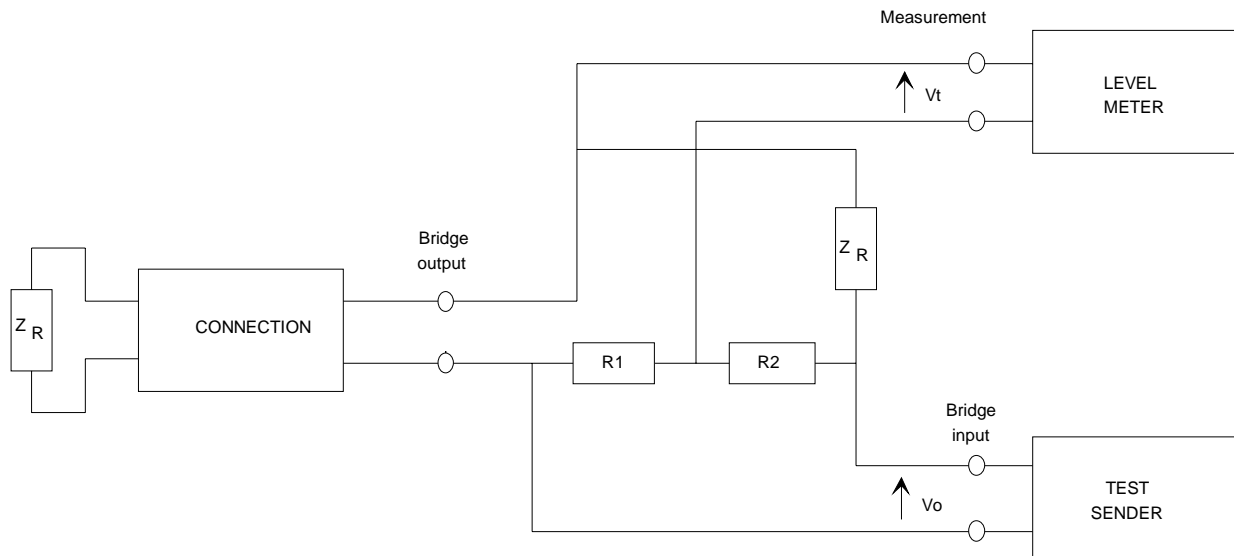 Measurement
LEVEL
METER
Vt
Z R
Bridge
output
Z R
CONNECTION
R1
R2
Bridge
input
Vo
TEST
SENDER